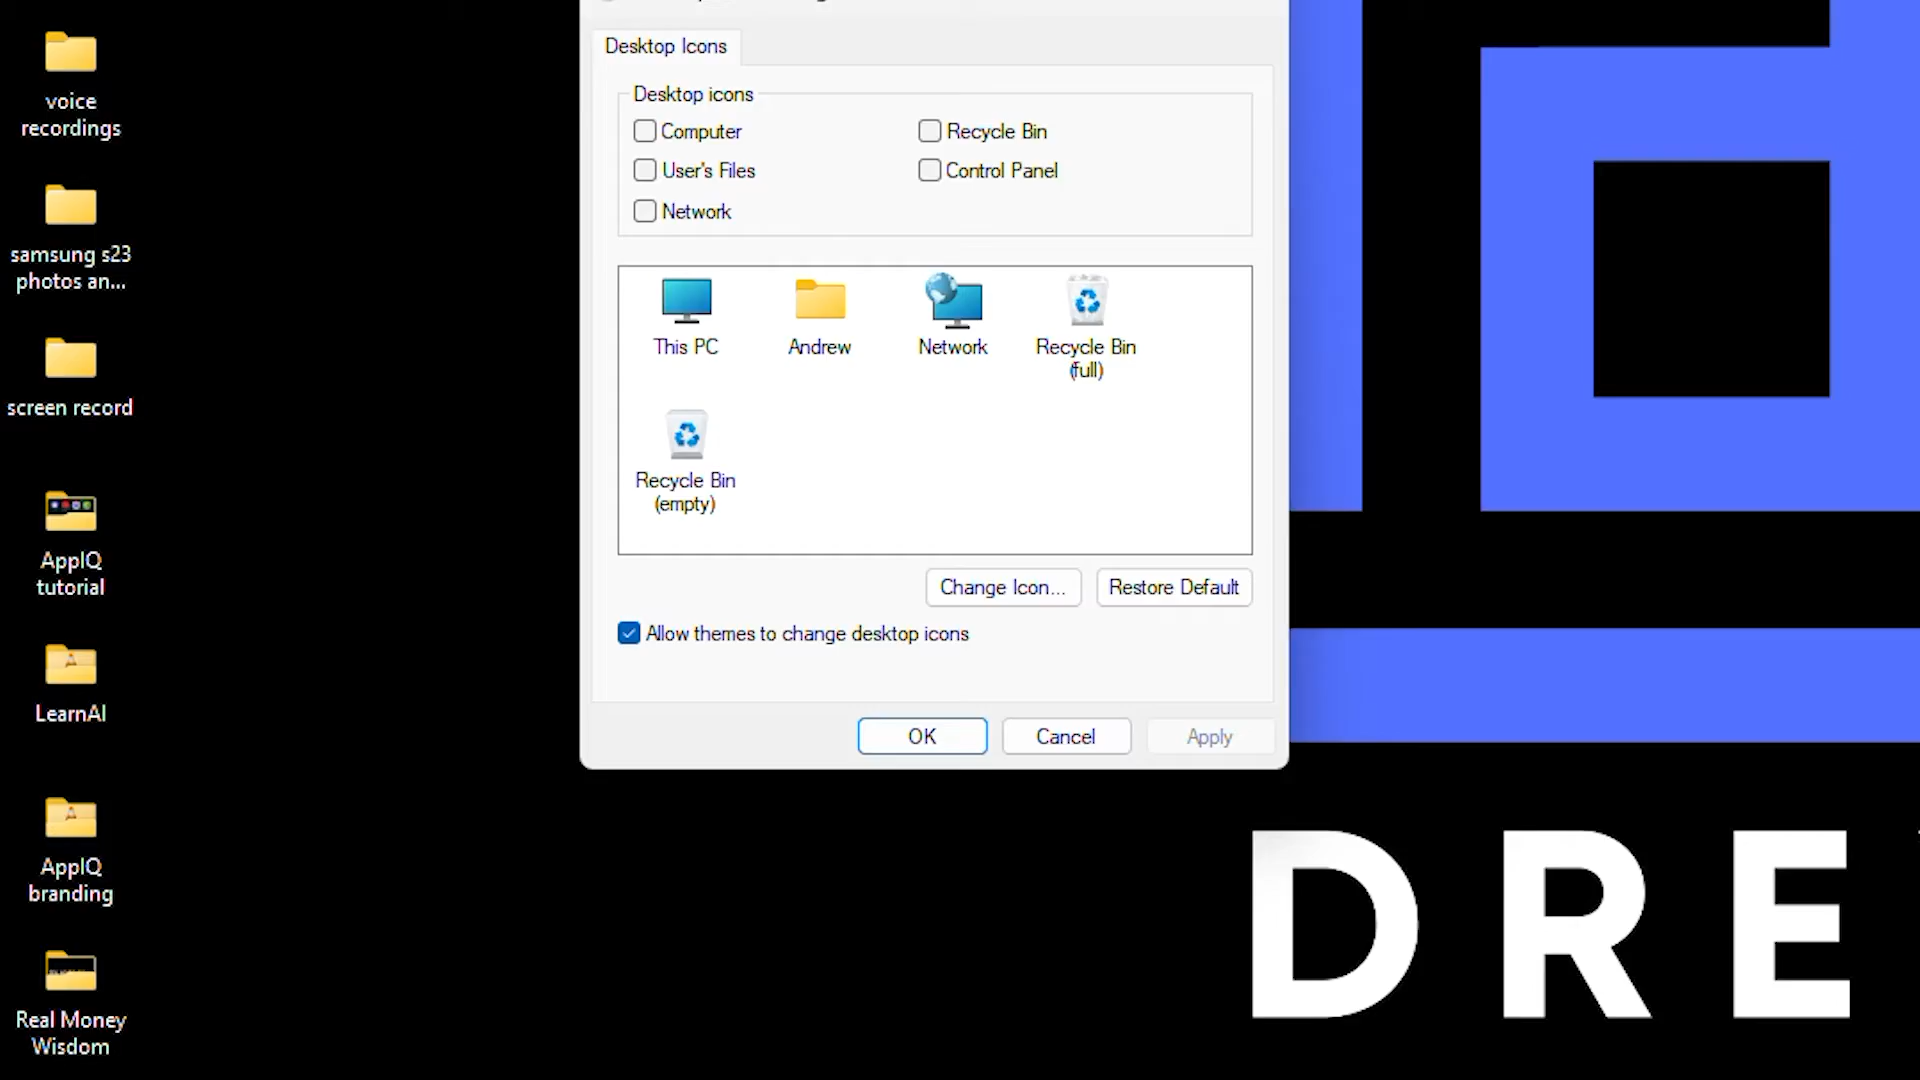 voice
recordings
samsung s23
photos an...
screen record
AppIQ
tutorial
LearnAI
AppIQ
branding
Real Money
Wisdom
Desktop Icons
Desktop icons
Computer
Recycle Bin
User's Files
Control Panel
Network
This PC
Andrew
Network
Recycle Bin
(full)
Recycle Bin
(empty)
Change Icon...
Restore Default
Allow themes to change desktop icons
OK
Cancel
Apply
DRE